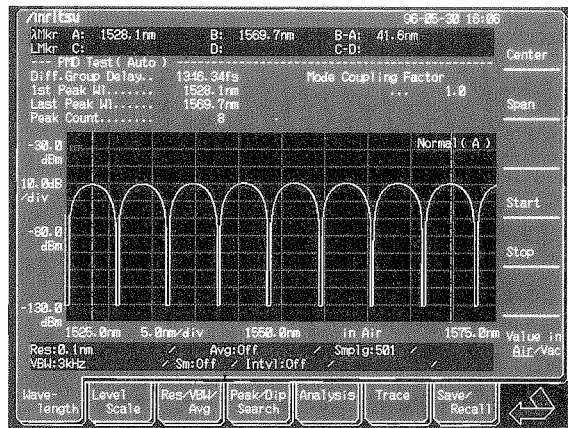 Anritsu 96-05-30 16:06
λMkr A: 1528.1nm B: 1569.7nm B-A: 41.6nm
LMkr C: D: C-D:
--- PMD Test( Auto ) ---
Diff.Group Delay.. 1346.34fs Mode Coupling Factor
1st Peak Wl....... 1528.1nm ... 1.0
Last Peak Wl...... 1569.7nm
Peak Count........ 8
Center
Span
Start
Stop
Value in
Air/Vac
-30.0
dBm
Normal( A )
10.0dB
/div
-80.0
dBm
-130.0
dBm
1525.0nm 5.0nm/div 1550.0nm in Air 1575.0nm
Res:0.1nm / Avg:Off / Smplg:501 /
VBW:3kHz / Sm:Off / Intvl:Off / /
Wave-
length
Level
Scale
Res/VBW/
Avg
Peak/Dip
Search
Analysis
Trace
Save/
Recall